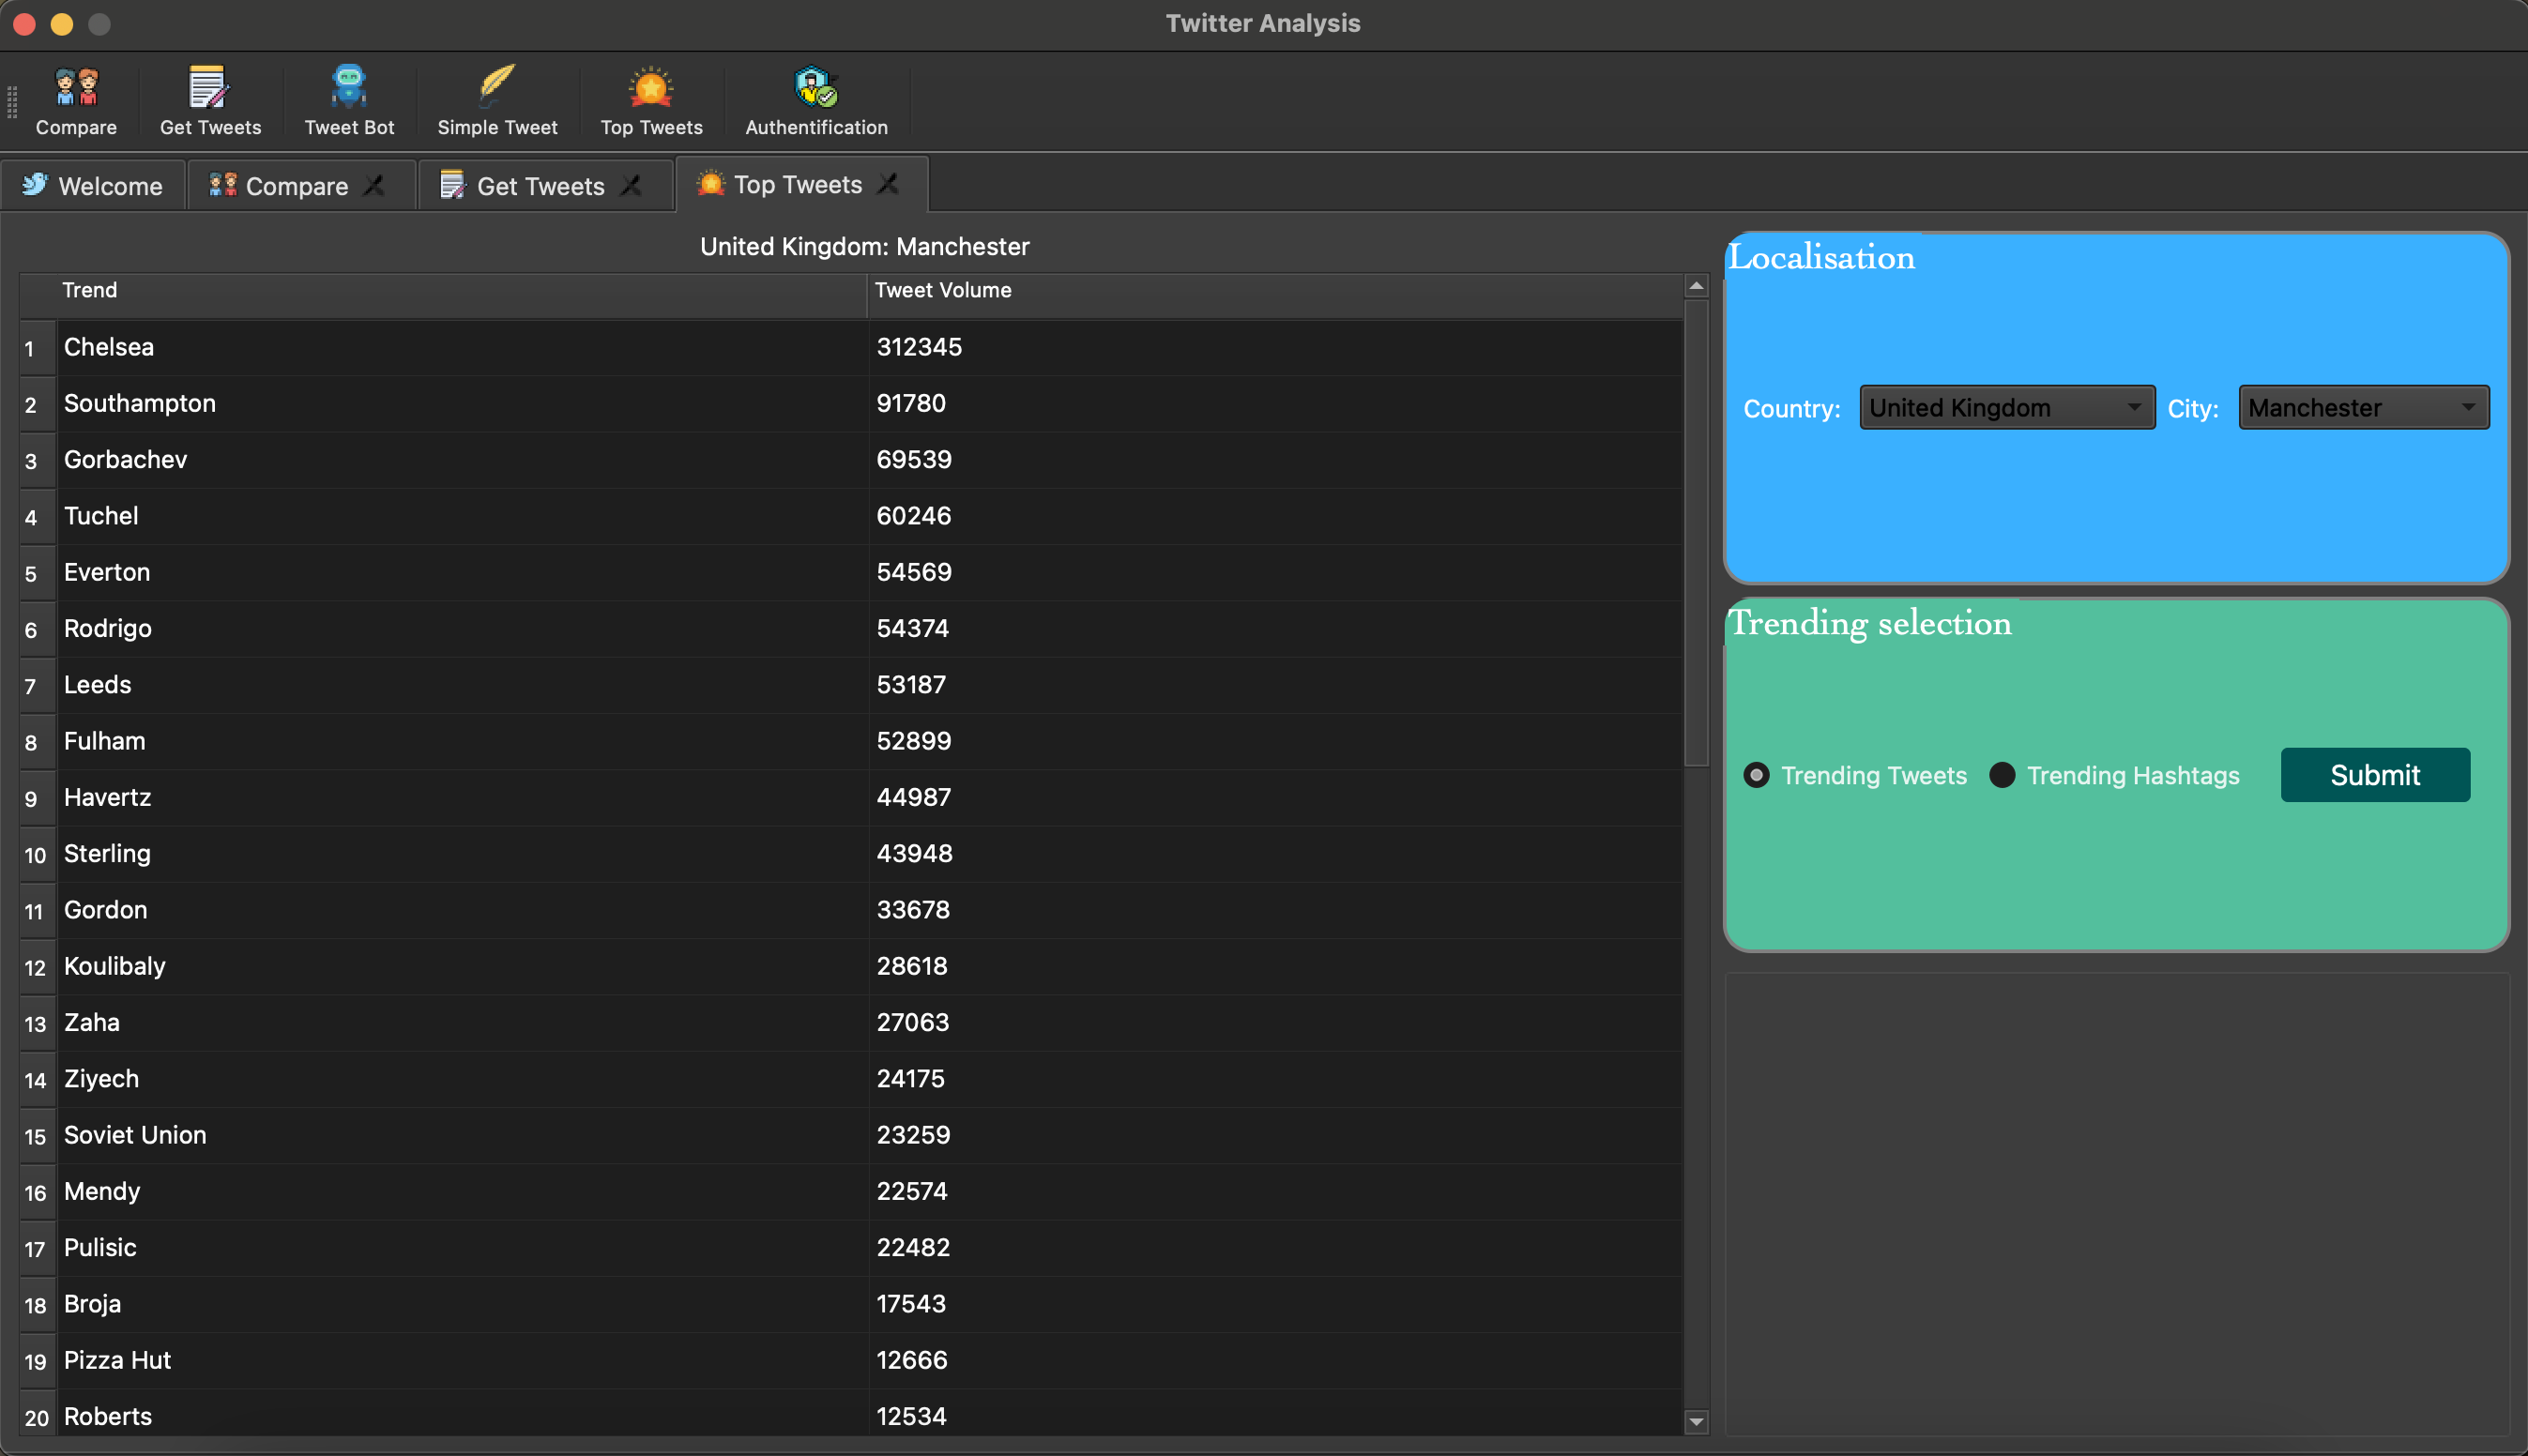 Twitter Analysis
Compare
Get Tweets
Tweet Bot
Simple Tweet
Top Tweets
Authentification
Welcome
Compare
Get Tweets
Top Tweets
United Kingdom: Manchester
Trend Tweet Volume
1 Chelsea 312345
2 Southampton 91780
3 Gorbachev 69539
4 Tuchel 60246
5 Everton 54569
6 Rodrigo 54374
7 Leeds 53187
8 Fulham 52899
9 Havertz 44987
10 Sterling 43948
11 Gordon 33678
12 Koulibaly 28618
13 Zaha 27063
14 Ziyech 24175
15 Soviet Union 23259
16 Mendy 22574
17 Pulisic 22482
18 Broja 17543
19 Pizza Hut 12666
20 Roberts 12534
Localisation
Country: United Kingdom City: Manchester
Trending selection
Trending Tweets Trending Hashtags Submit